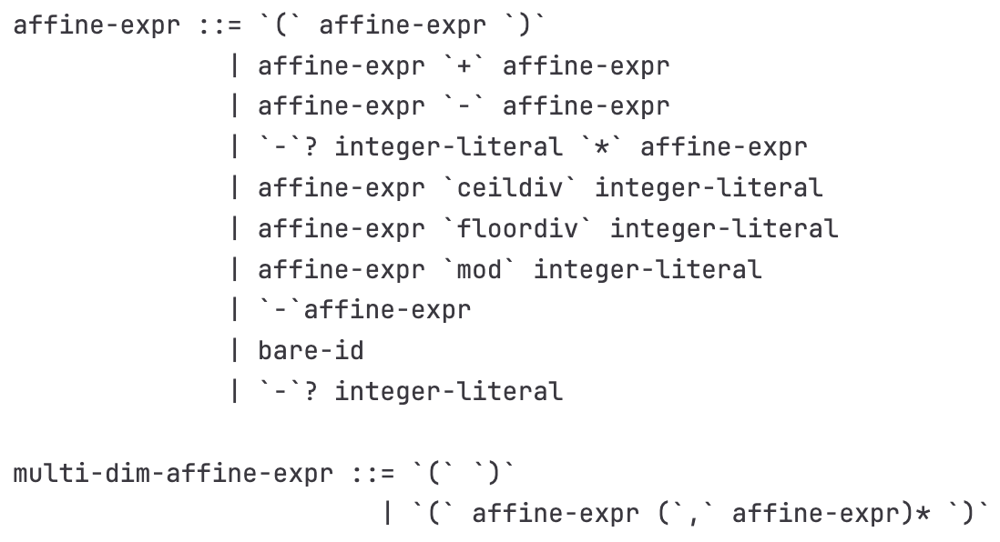 affine-expr ::= `(` affine-expr `)`
| affine-expr `+` affine-expr
| affine-expr `-` affine-expr
| `-`? integer-literal `*` affine-expr
| affine-expr `ceildiv` integer-literal
| affine-expr `floordiv` integer-literal
| affine-expr `mod` integer-literal
| `-`affine-expr
| bare-id
| `-`? integer-literal
multi-dim-affine-expr ::= `(` `)`
| `(` affine-expr (`,` affine-expr)* `)`